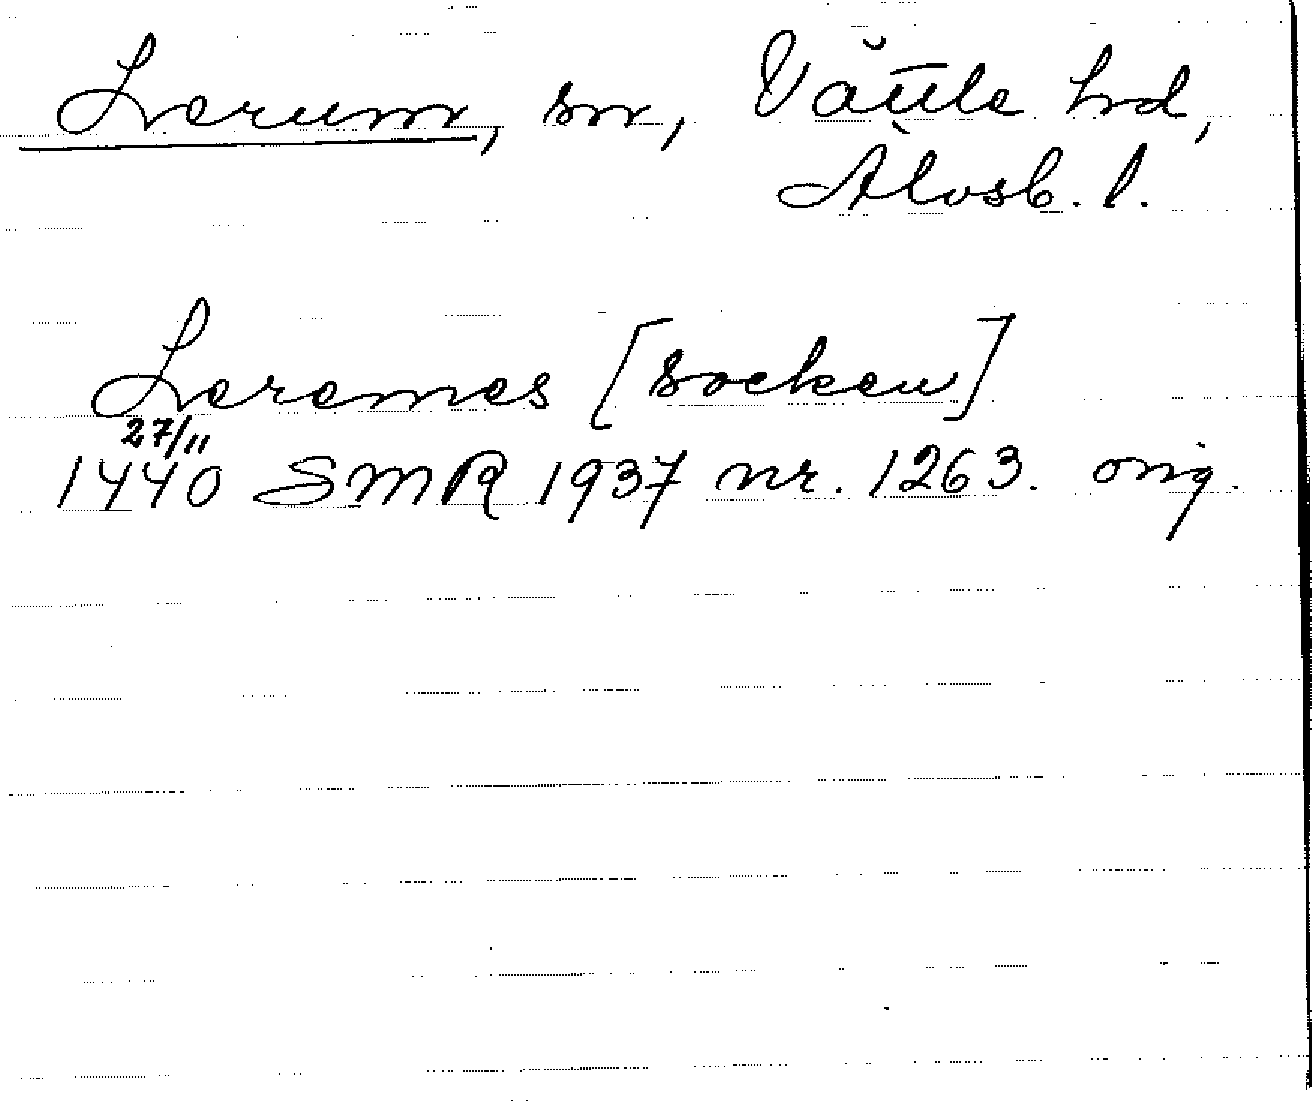 Lerum, sn, Vättle hd,
Älvsb. l.
Leremes [socken]
27/11
1440 SMR 1937 nr. 1263. orig.